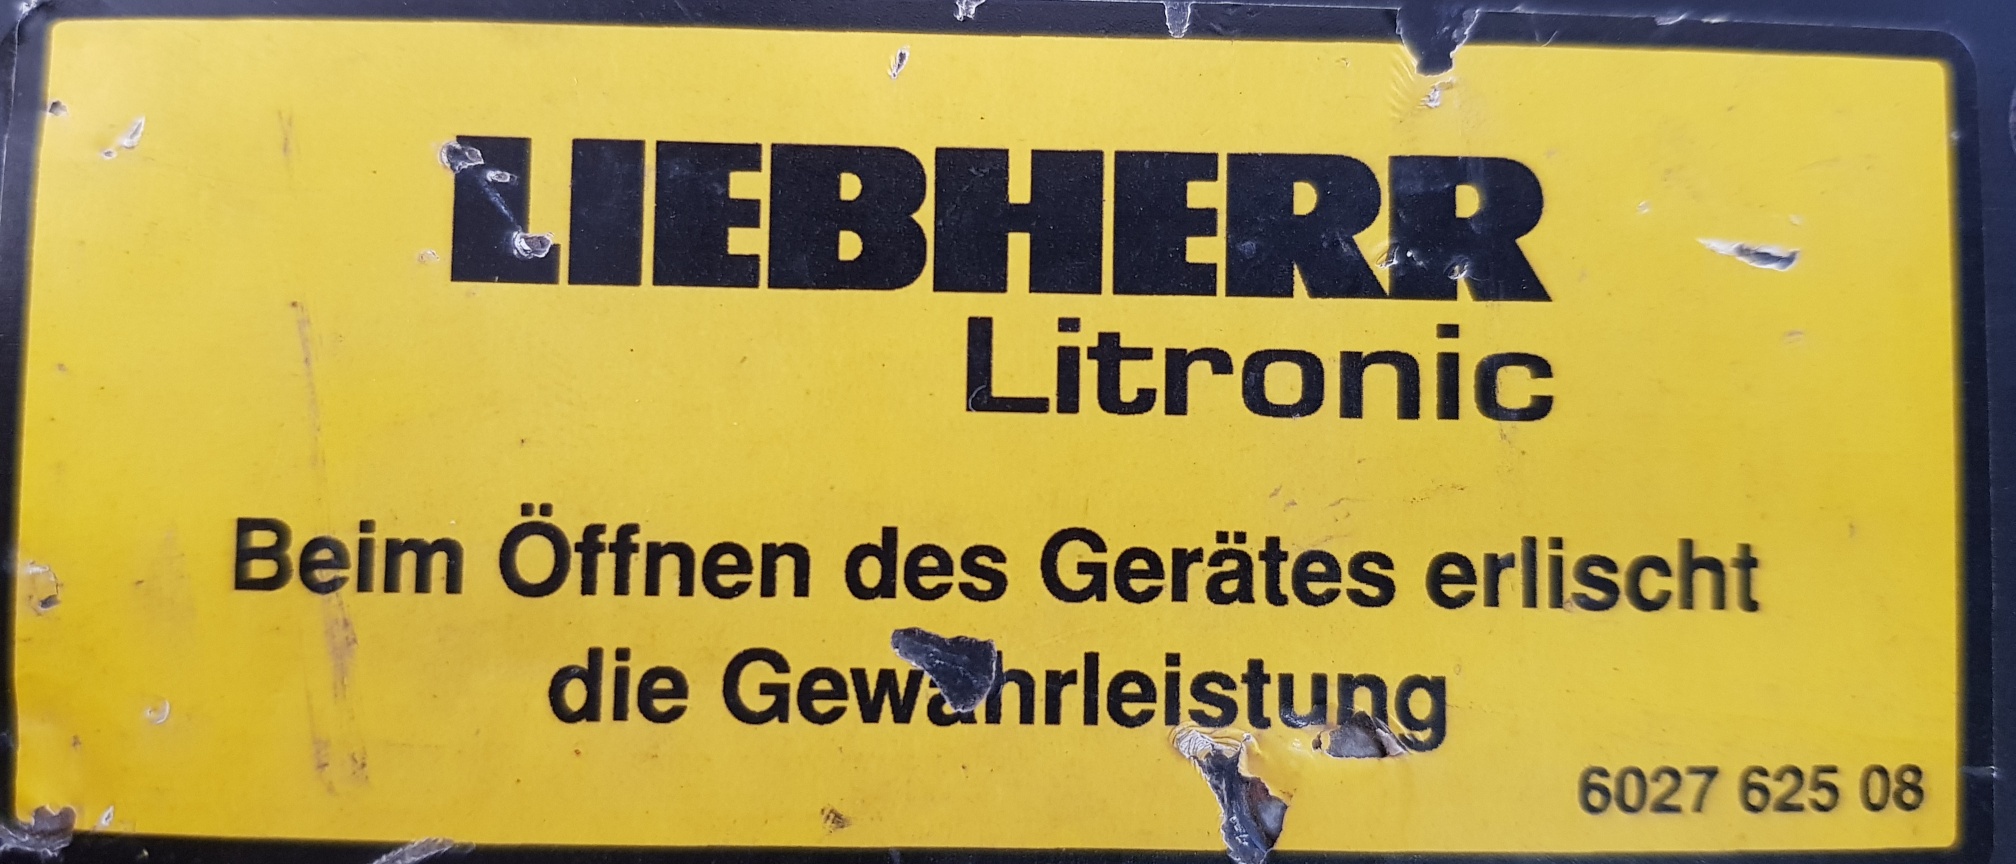 LIEBHERR
Litronic
Beim Öffnen des Gerätes erlischt
die Gewährleistung
6027 625 08